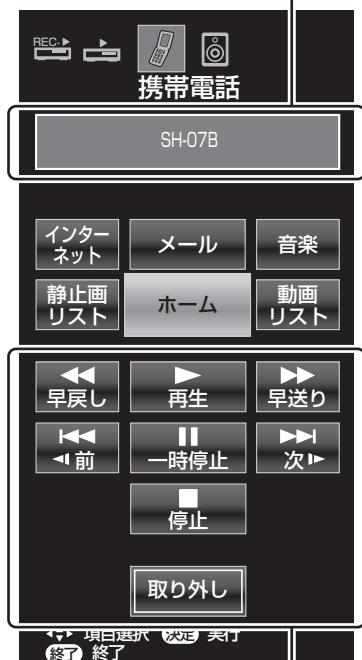 REC
携帯電話
SH-07B
インター
ネット
メール
音楽
静止画
リスト
ホーム
動画
リスト
早戻し
再生
早送り
前
一時停止
次
停止
取り外し
項目選択 決定 実行
終了 終了